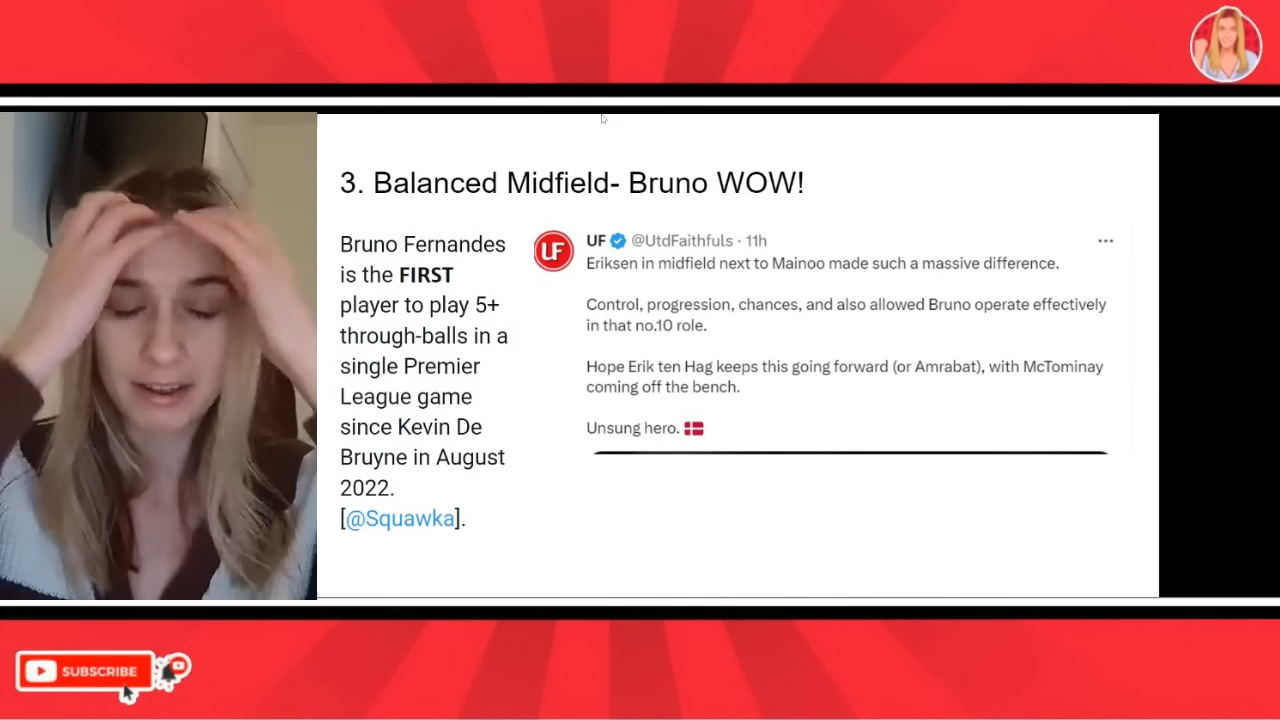 3. Balanced Midfield- Bruno WOW!
Bruno Fernandes
is the FIRST
player to play 5+
through-balls in a
single Premier
League game
since Kevin De
Bruyne in August
2022.
[@Squawka].
UF
UF @UtdFaithfuls · 11h
Eriksen in midfield next to Mainoo made such a massive difference.
Control, progression, chances, and also allowed Bruno operate effectively
in that no.10 role.
Hope Erik ten Hag keeps this going forward (or Amrabat), with McTominay
coming off the bench.
Unsung hero. 🇩🇰
SUBSCRIBE